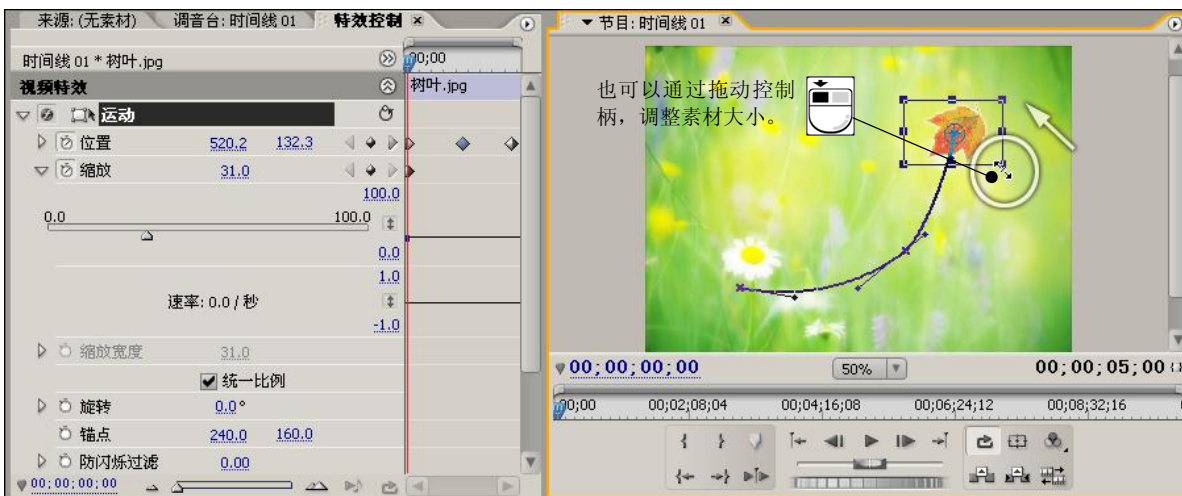 来源: (无素材) 调音台: 时间线 01 特效控制 ×
时间线 01 * 树叶.jpg
00;00
视频特效
树叶.jpg
运动
位置 520.2 132.3
缩放 31.0
100.0
0.0 100.0
0.0
1.0
速率: 0.0 / 秒
-1.0
缩放宽度 31.0
统一比例
旋转 0.0°
锚点 240.0 160.0
防闪烁过滤 0.00
00;00;00;00
节目: 时间线 01 ×
也可以通过拖动控制
柄，调整素材大小。
00;00;00;00 50% 00;00;05;00
00;00 00;02;08;04 00;04;16;08 00;06;24;12 00;08;32;16